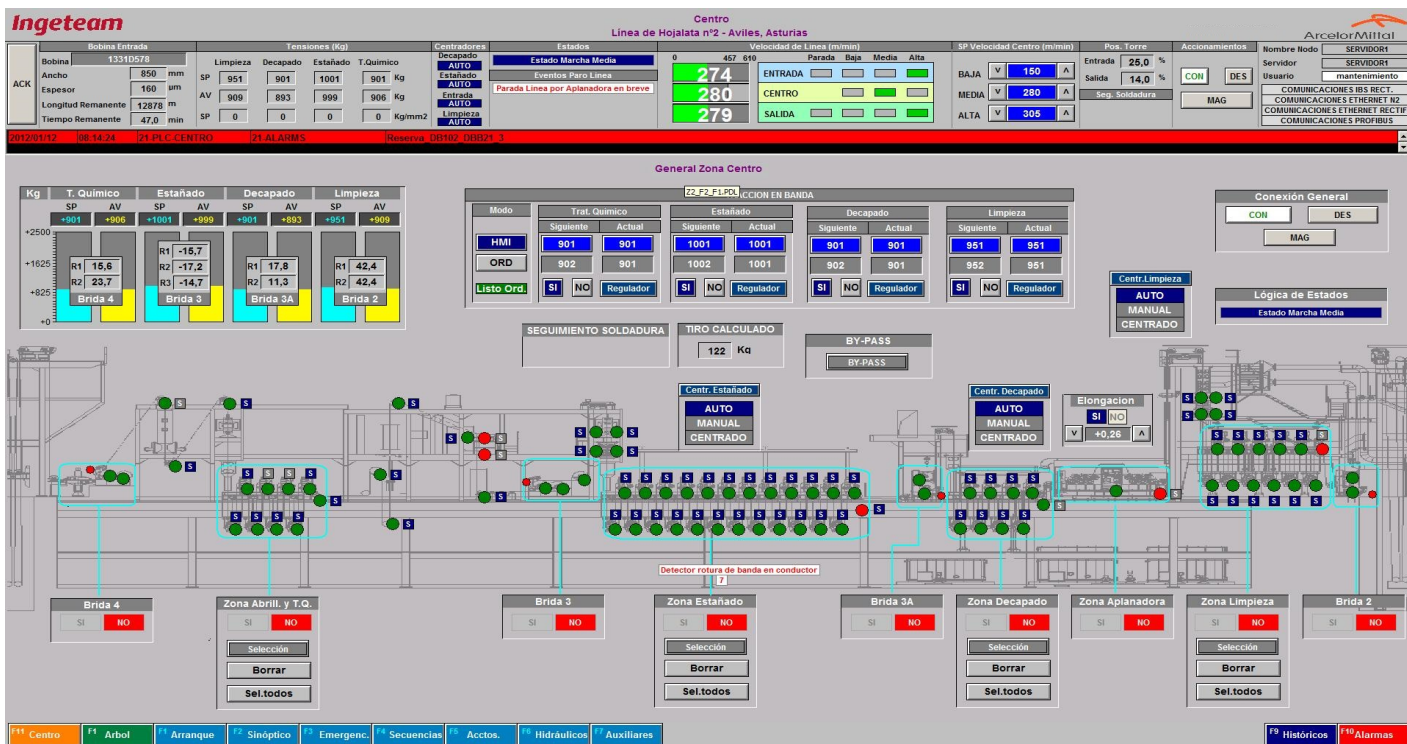 Ingeteam
Centro
Línea de Hojalata nº2 - Aviles, Asturias
ArcelorMittal
ACK
Bobina Entrada
Bobina 1331D578
Ancho 850 mm
Espesor 160 µm
Longitud Remanente 12878 m
Tiempo Remanente 47,0 min
Tensiones (Kg)
Limpieza Decapado Estañado T.Quimico
SP 951 901 1001 901 Kg
AV 909 893 999 906 Kg
SP 0 0 0 0 Kg/mm2
Centradores
Decapado
AUTO
Estañado
AUTO
Entrada
AUTO
Limpieza
AUTO
Estados
Estado Marcha Media
Eventos Paro Linea
Parada Linea por Aplanadora en breve
Velocidad de Linea (m/min)
0 457 610 Parada Baja Media Alta
274 ENTRADA
280 CENTRO
279 SALIDA
SP Velocidad Centro (m/min)
BAJA v 150 ^
MEDIA v 280 ^
ALTA v 305 ^
Pos. Torre
Entrada 25,0 %
Salida 14,0 %
Seg. Soldadura
Accionamientos
CON DES
MAG
Nombre Nodo SERVIDOR1
Servidor SERVIDOR1
Usuario mantenimiento
COMUNICACIONES IBS RECT.
COMUNICACIONES ETHERNET N2
COMUNICACIONES ETHERNET RECTIF
COMUNICACIONES PROFIBUS
2012/01/12 08:14:24 21-PLC-CENTRO 21-ALARMS Reserva_DB102_DBB21_3
General Zona Centro
Kg T. Químico Estañado Decapado Limpieza
SP AV SP AV SP AV SP AV
+901 +906 +1001 +999 +901 +893 +951 +909
+2500
+1625
+825
+0
R1 15,6
R2 23,7
Brida 4
R1 -15,7
R2 -17,2
R3 -14,7
Brida 3
R1 17,8
R2 11,3
Brida 3A
R1 42,4
R2 42,4
Brida 2
Z2_F2_F1.PDL
CCION EN BANDA
Modo
HMI
ORD
Listo Ord.
Trat. Quimico
Siguiente Actual
901 901
902 901
SI NO Regulador
Estañado
Siguiente Actual
1001 1001
1002 1001
SI NO Regulador
Decapado
Siguiente Actual
901 901
902 901
SI NO Regulador
Limpieza
Siguiente Actual
951 951
952 951
SI NO Regulador
Conexión General
CON DES
MAG
Centr.Limpieza
AUTO
MANUAL
CENTRADO
Lógica de Estados
Estado Marcha Media
SEGUIMIENTO SOLDADURA
TIRO CALCULADO
122 Kg
BY-PASS
BY-PASS
Centr. Estañado
AUTO
MANUAL
CENTRADO
Centr. Decapado
AUTO
MANUAL
CENTRADO
Elongacion
SI NO
v +0,26 ^
S S S
S S
S S
S S S S S S
S S
S S S S
S S S S S S S S S S S
S S S S
S
S S
S S S S S S
S
S S S S
S S S S S S S S S S S
S S S S
Detector rotura de banda en conductor
7
Brida 4
SI NO
Zona Abrill. y T.Q.
SI NO
Selección
Borrar
Sel.todos
Brida 3
SI NO
Zona Estañado
SI NO
Selección
Borrar
Sel.todos
Brida 3A
SI NO
Zona Decapado
SI NO
Selección
Borrar
Sel.todos
Zona Aplanadora
SI NO
Zona Limpieza
SI NO
Selección
Borrar
Sel.todos
Brida 2
SI NO
F11 Centro F1 Arbol F1 Arranque F2 Sinóptico F3 Emergenc. F4 Secuencias F5 Acctos. F6 Hidráulicos F7 Auxiliares F9 Históricos F10 Alarmas